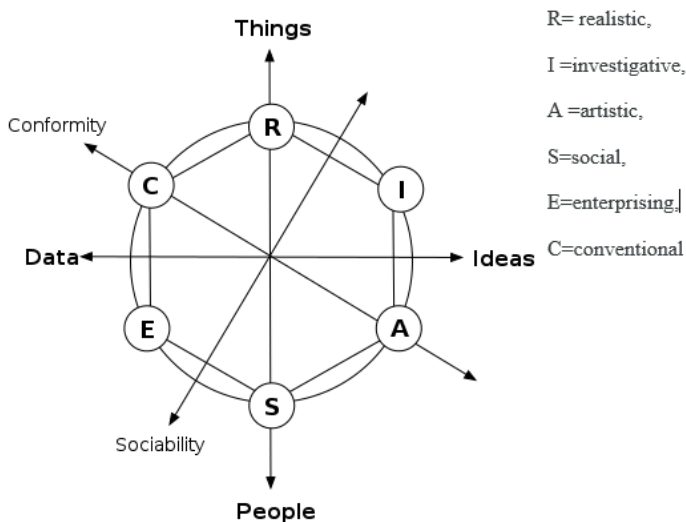 Things
Conformity
R
C
I
Data
Ideas
E
A
S
Sociability
People
R= realistic,
I =investigative,
A =artistic,
S=social,
E=enterprising,
C=conventional